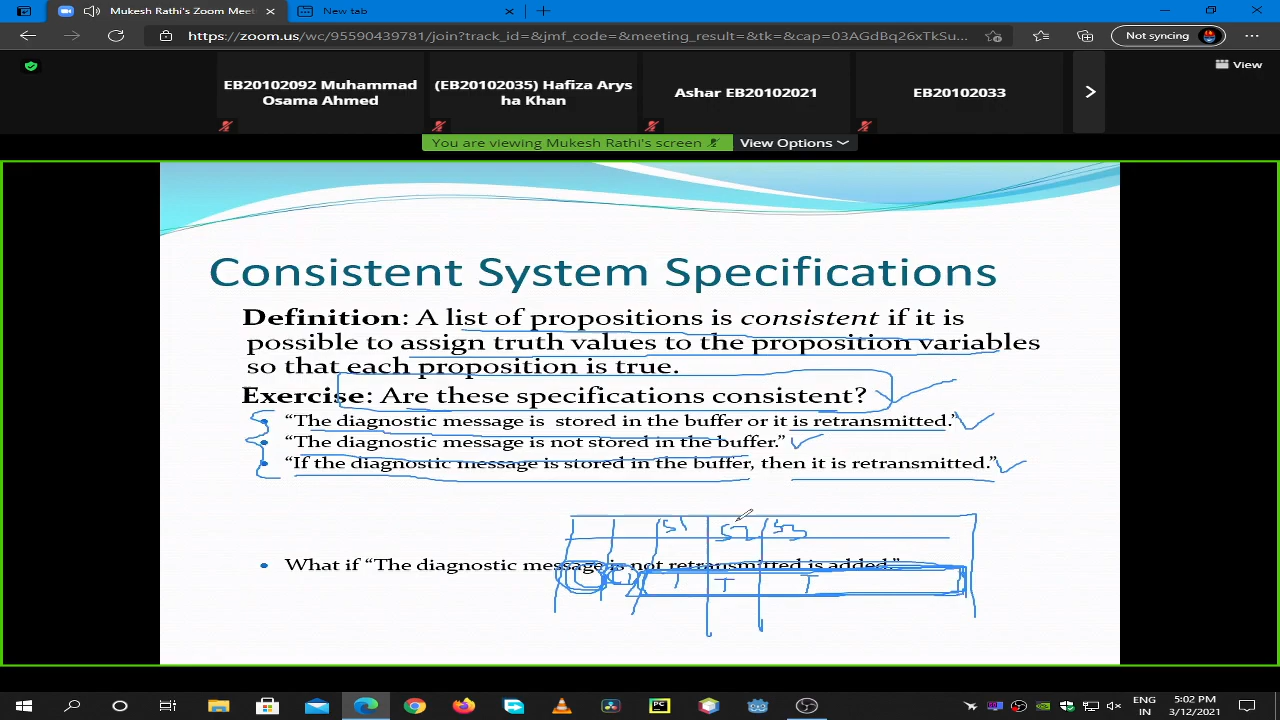 Mukesh Rathi's Zoom Meet
New tab
https://zoom.us/wc/95590439781/join?track_id=&jmf_code=&meeting_result=&tk=&cap=03AGdBq26xTkSu...
Not syncing
View
EB20102092 Muhammad
Osama Ahmed
(EB20102035) Hafiza Arys
ha Khan
Ashar EB20102021
EB20102033
You are viewing Mukesh Rathi's screen
View Options
Consistent System Specifications
Definition: A list of propositions is consistent if it is
possible to assign truth values to the proposition variables
so that each proposition is true.
Exercise: Are these specifications consistent?
• “The diagnostic message is stored in the buffer or it is retransmitted.”
• “The diagnostic message is not stored in the buffer.”
• “If the diagnostic message is stored in the buffer, then it is retransmitted.”
S1 S2 S3
• What if “The diagnostic message is not retransmitted is added.”
T T
ENG
IN
5:02 PM
3/12/2021